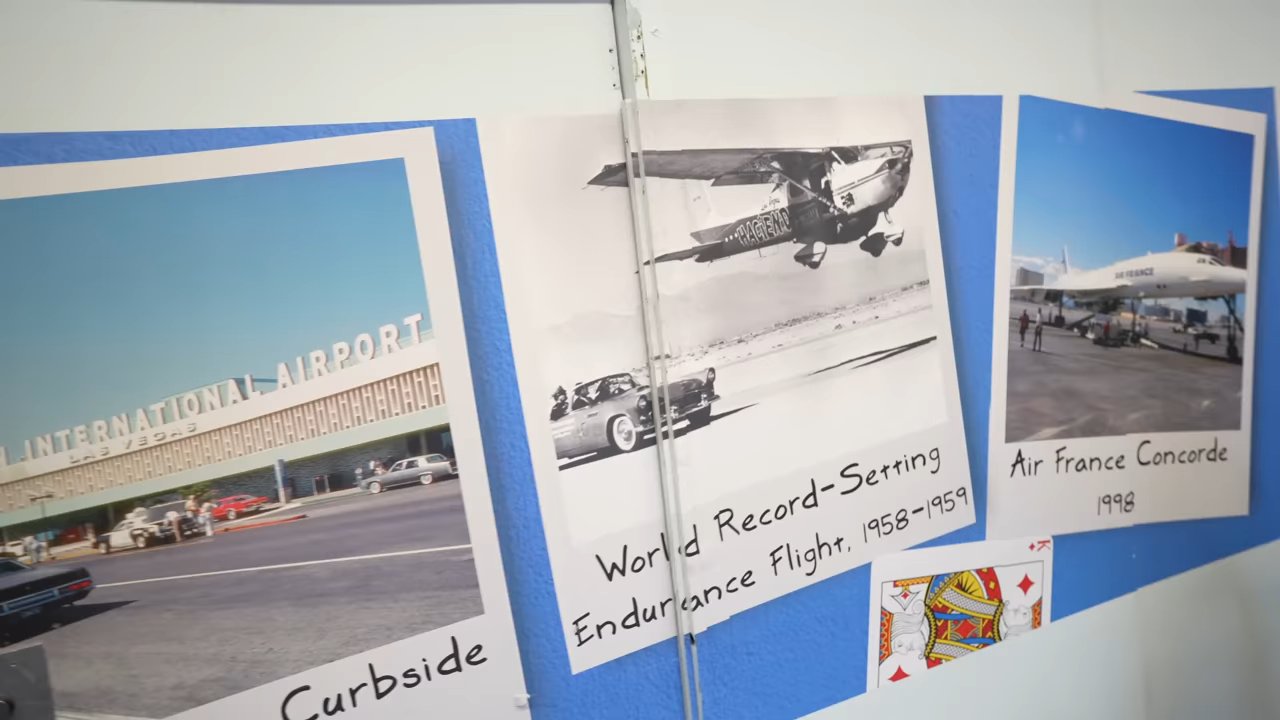 INTERNATIONAL AIRPORT
LAS VEGAS
Curbside
HACIENDA
World Record-Setting
Endurance Flight, 1958-1959
AIR FRANCE
Air France Concorde
1998
K